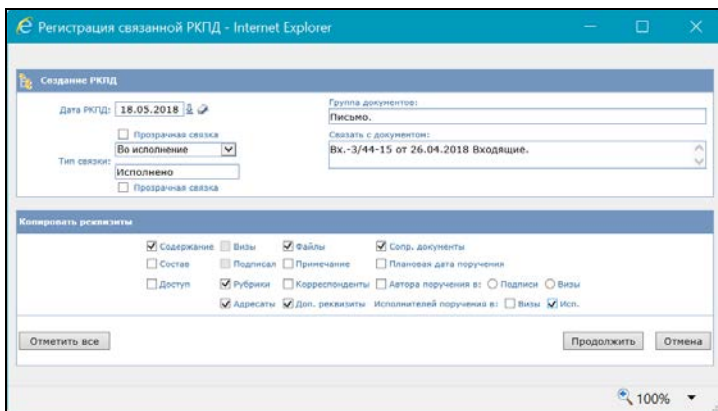 Регистрация связанной РКПД - Internet Explorer
Создание РКПД
Дата РКПД: 18.05.2018
Группа документов:
Письмо.
Прозрачная связка
Связать с документом:
Тип связки: Во исполнение
Вх.-3/44-15 от 26.04.2018 Входящие.
Исполнено
Прозрачная связка
Копировать реквизиты
Содержание Визы Файлы Сопр. документы
Состав Подписал Примечание Плановая дата поручения
Доступ Рубрики Корреспонденты Автора поручения в: Подписи Визы
Адресаты Доп. реквизиты Исполнителей поручения в: Визы Исп.
Отметить все Продолжить Отмена
100%